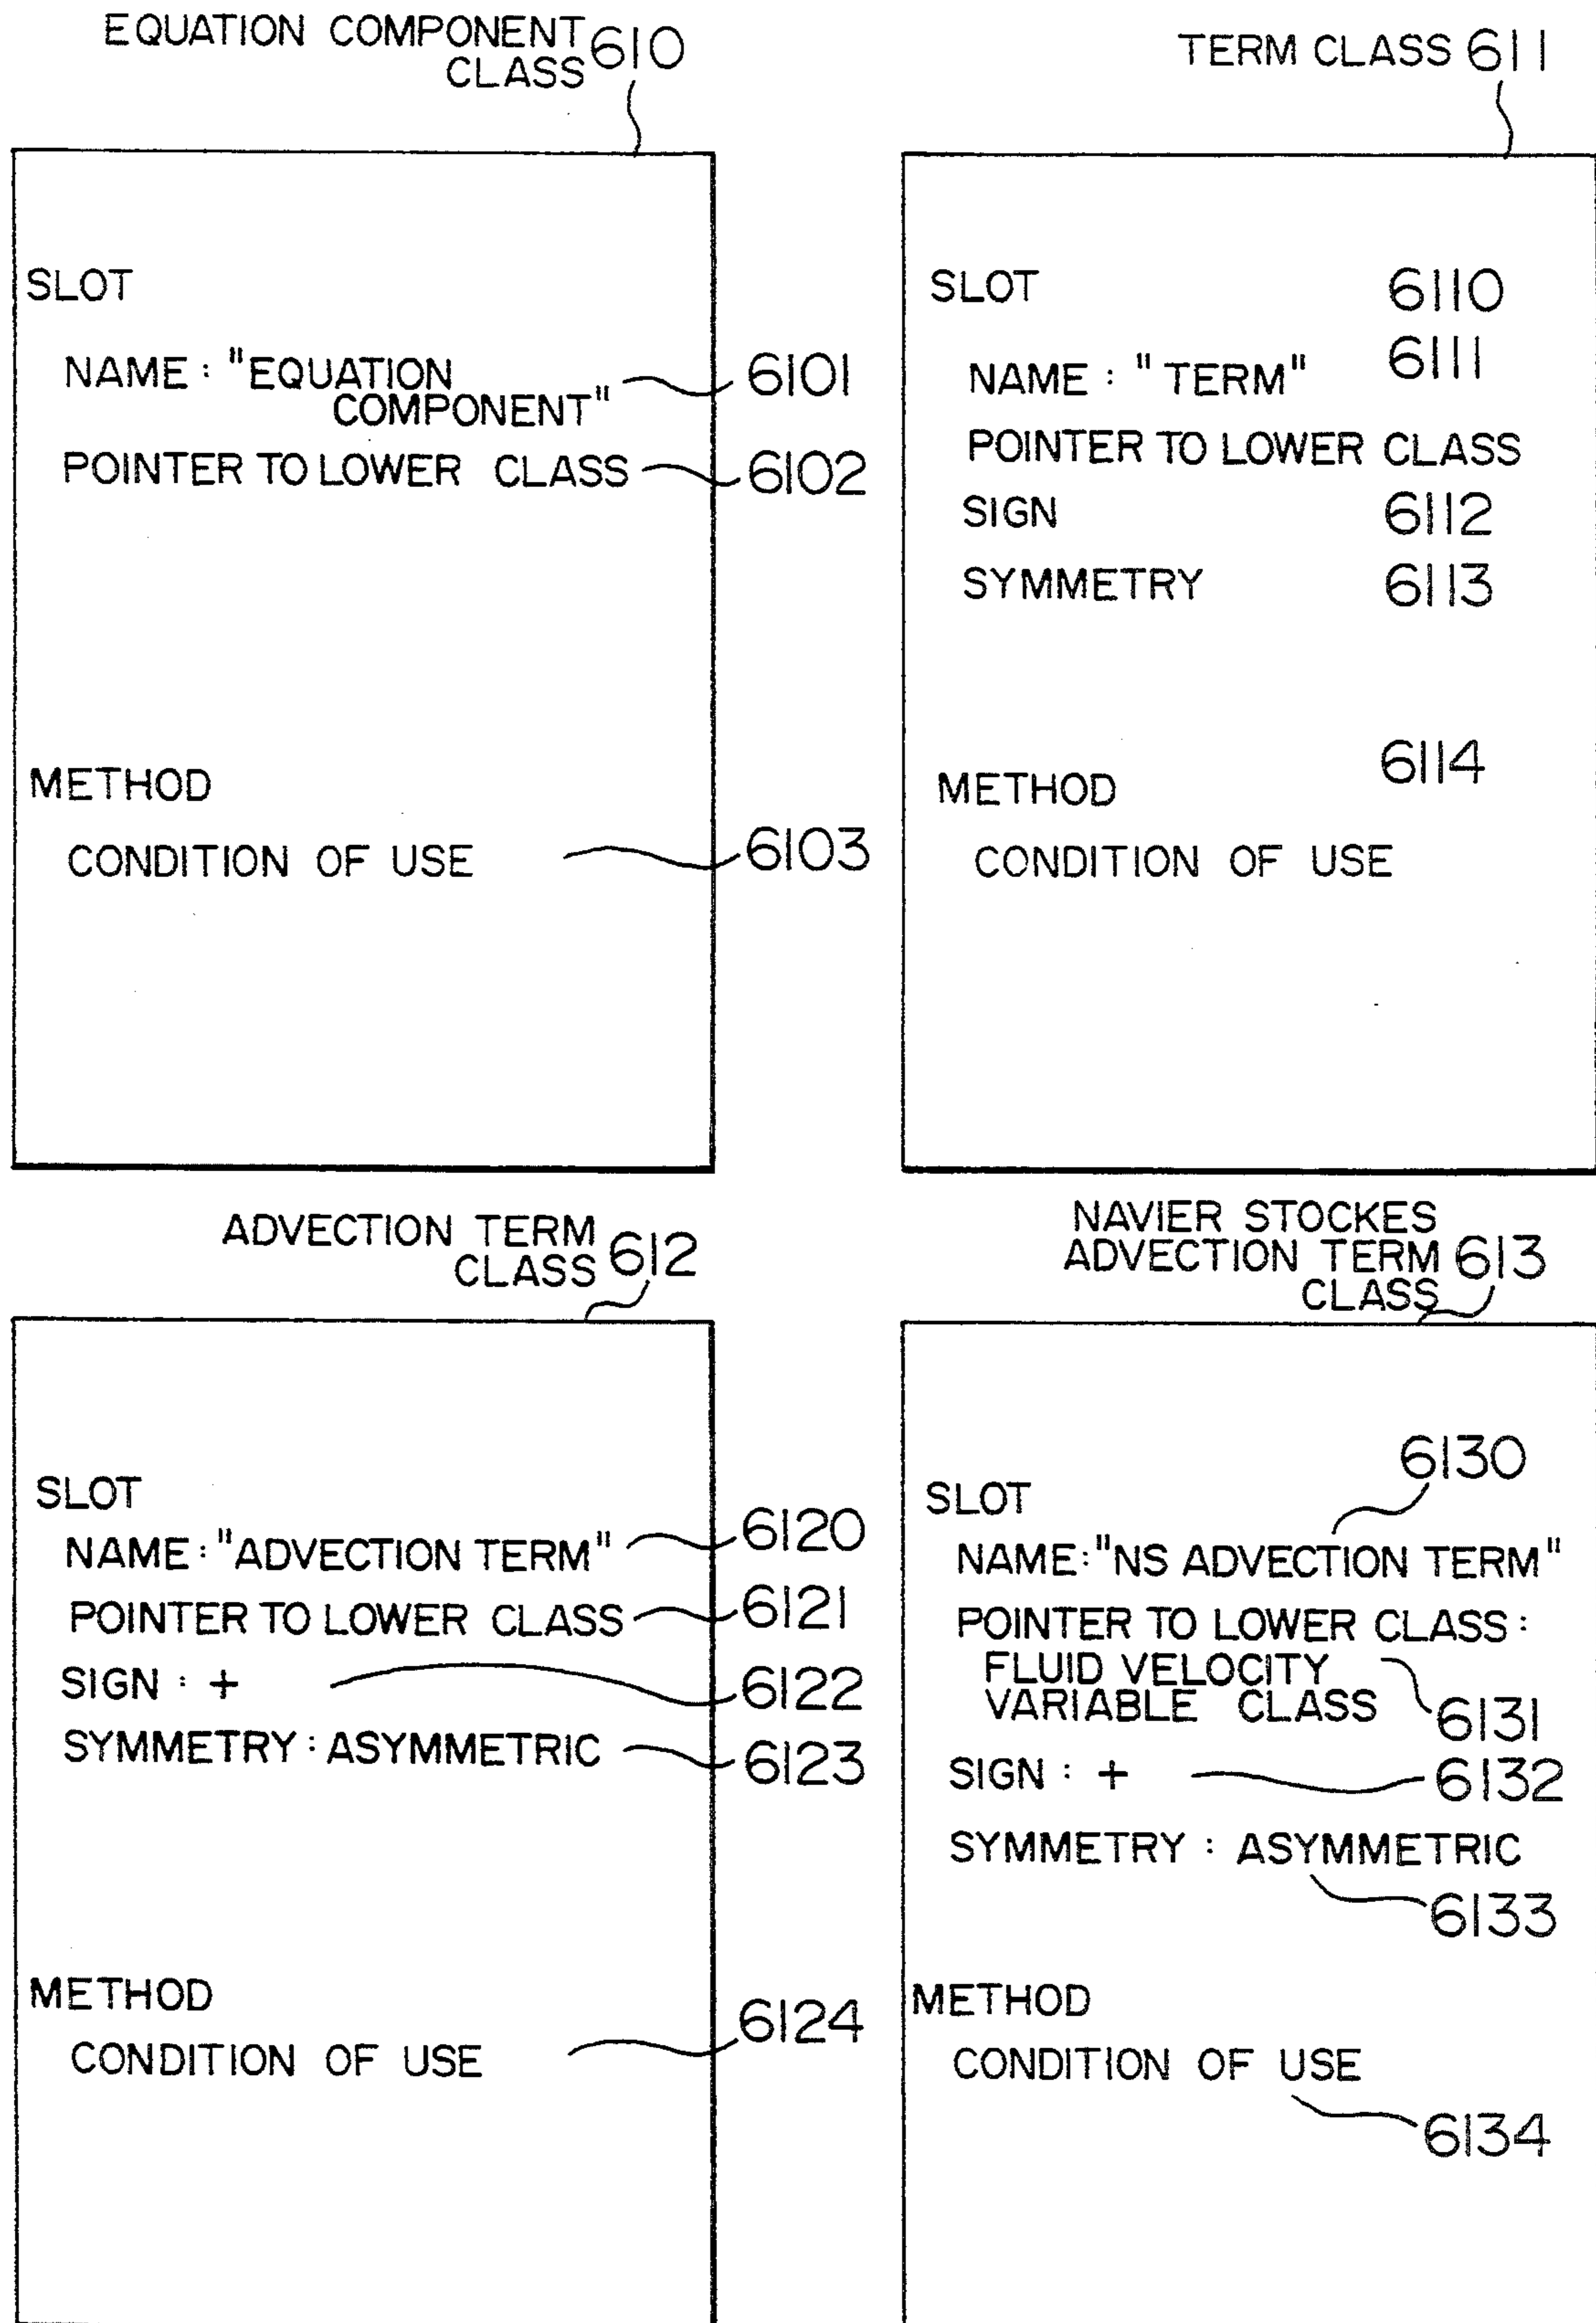 EQUATION COMPONENT
CLASS 610
SLOT
NAME : "EQUATION
COMPONENT" 6101
POINTER TO LOWER CLASS 6102
METHOD
CONDITION OF USE 6103
TERM CLASS 611
SLOT 6110
NAME : "TERM" 6111
POINTER TO LOWER CLASS
SIGN 6112
SYMMETRY 6113
METHOD 6114
CONDITION OF USE
ADVECTION TERM
CLASS 612
SLOT
NAME : "ADVECTION TERM" 6120
POINTER TO LOWER CLASS 6121
SIGN : + 6122
SYMMETRY : ASYMMETRIC 6123
METHOD
CONDITION OF USE 6124
NAVIER STOCKES
ADVECTION TERM 613
CLASS
6130
SLOT
NAME : "NS ADVECTION TERM"
POINTER TO LOWER CLASS :
FLUID VELOCITY
VARIABLE CLASS 6131
SIGN : + 6132
SYMMETRY : ASYMMETRIC
6133
METHOD
CONDITION OF USE
6134